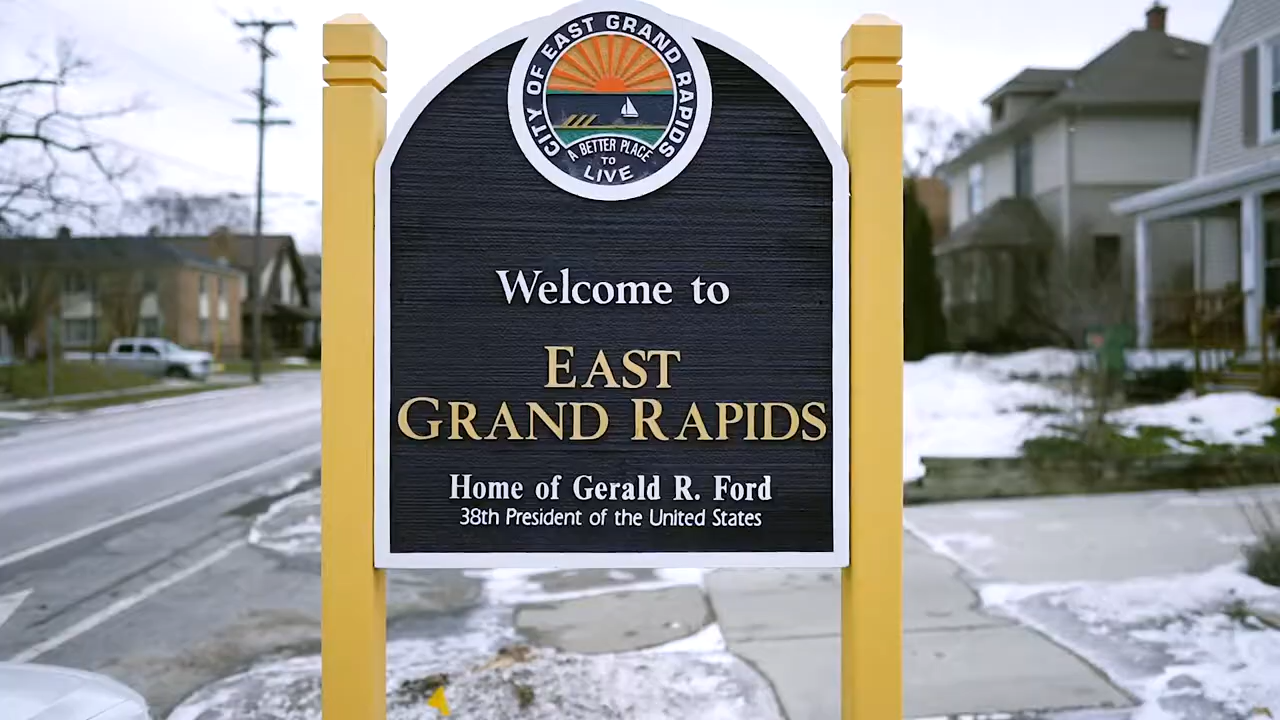 CITY OF EAST GRAND RAPIDS
A BETTER PLACE
TO
LIVE
Welcome to
EAST
GRAND RAPIDS
Home of Gerald R. Ford
38th President of the United States